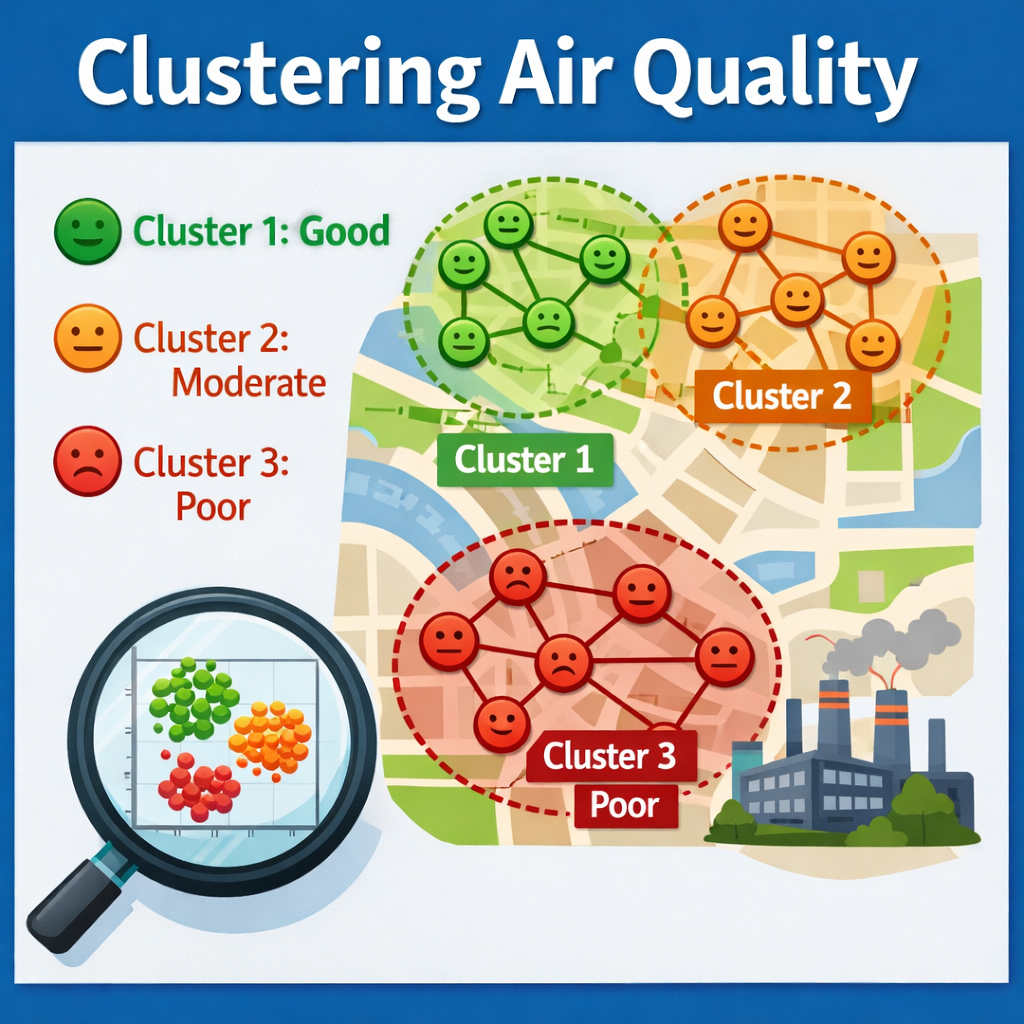 Clustering Air Quality
Cluster 1: Good
Cluster 2:
Moderate
Cluster 3:
Poor
Cluster 2
Cluster 1
Cluster 3
Poor